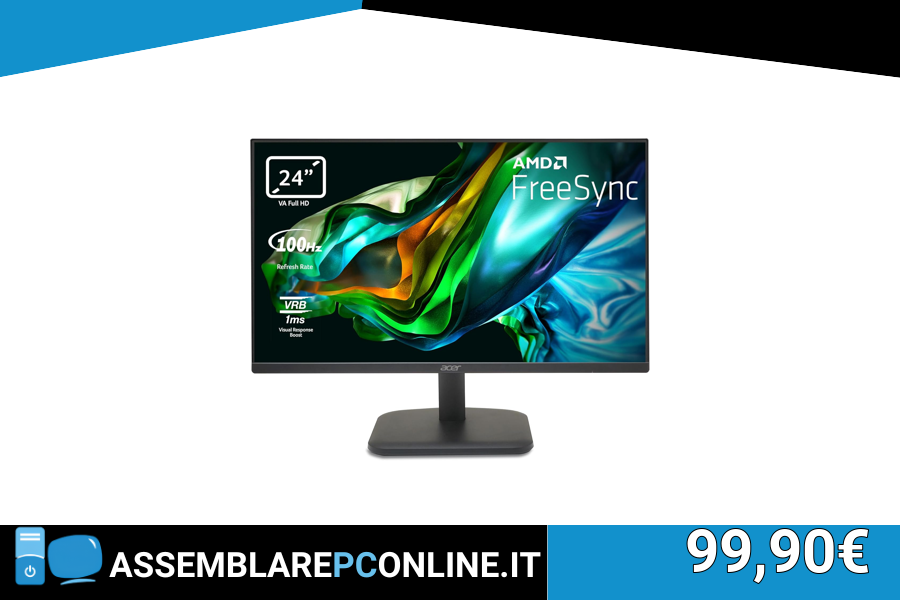 24”
VA Full HD
100Hz
Refresh Rate
VRB
1ms
Visual Response
Boost
AMD
FreeSync
acer
ASSEMBLAREPCONLINE.IT
99,90€